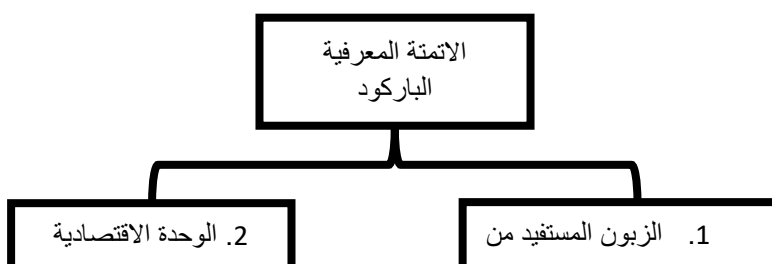 الاتمتة المعرفية
الباركود
1. الزبون المستفيد من
2. الوحدة الاقتصادية